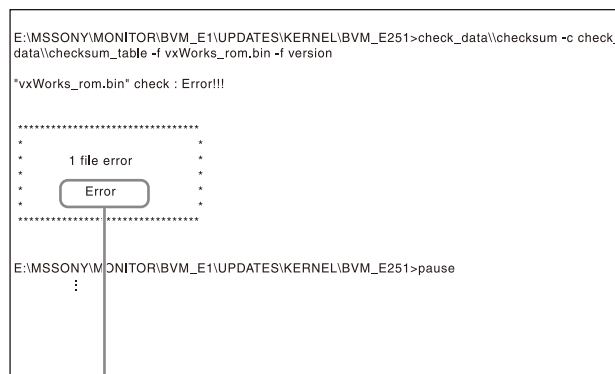 E:\MSSONY\MONITOR\BVM_E1\UPDATES\KERNEL\BVM_E251>check_data\\checksum -c check_
data\\checksum_table -f vxWorks_rom.bin -f version
"vxWorks_rom.bin" check : Error!!!
*********************************
* *
* 1 file error *
* *
* Error *
* *
*********************************
E:\MSSONY\MONITOR\BVM_E1\UPDATES\KERNEL\BVM_E251>pause
⋮